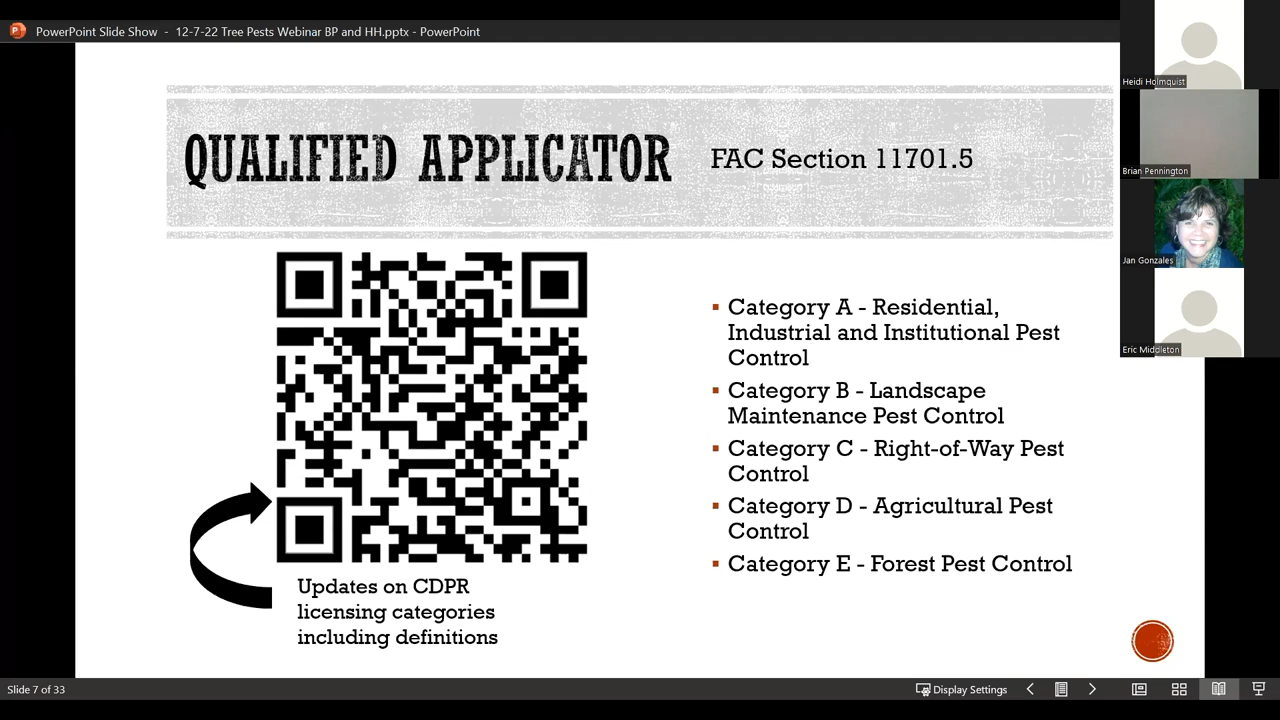 PowerPoint Slide Show - 12-7-22 Tree Pests Webinar BP and HH.pptx - PowerPoint
Heidi Holmquist
Brian Pennington
Jan Gonzales
Eric Middleton
QUALIFIED APPLICATOR
FAC Section 11701.5
▪ Category A - Residential,
Industrial and Institutional Pest
Control
▪ Category B - Landscape
Maintenance Pest Control
▪ Category C - Right-of-Way Pest
Control
▪ Category D - Agricultural Pest
Control
▪ Category E - Forest Pest Control
Updates on CDPR
licensing categories
including definitions
Slide 7 of 33
Display Settings